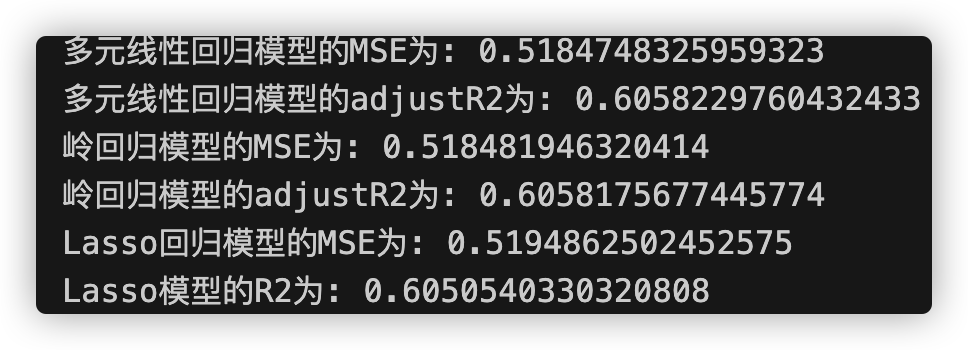 多元线性回归模型的MSE为: 0.5184748325959323
多元线性回归模型的adjustR2为: 0.6058229760432433
岭回归模型的MSE为: 0.518481946320414
岭回归模型的adjustR2为: 0.6058175677445774
Lasso回归模型的MSE为: 0.5194862502452575
Lasso模型的R2为: 0.6050540330320808